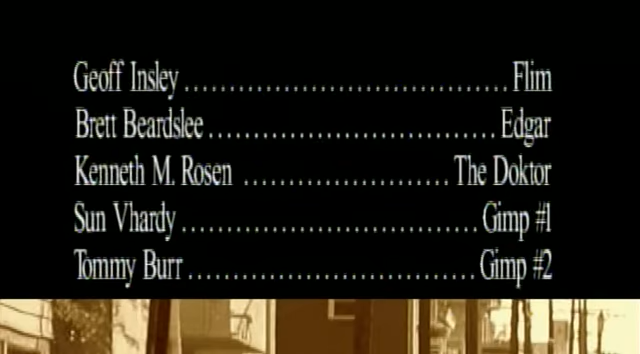 Geoff Insley ................................... Flim
Brett Beardslee ............................... Edgar
Kenneth M. Rosen ...................... The Doktor
Sun Vhardy ................................ Gimp #1
Tommy Burr ............................... Gimp #2